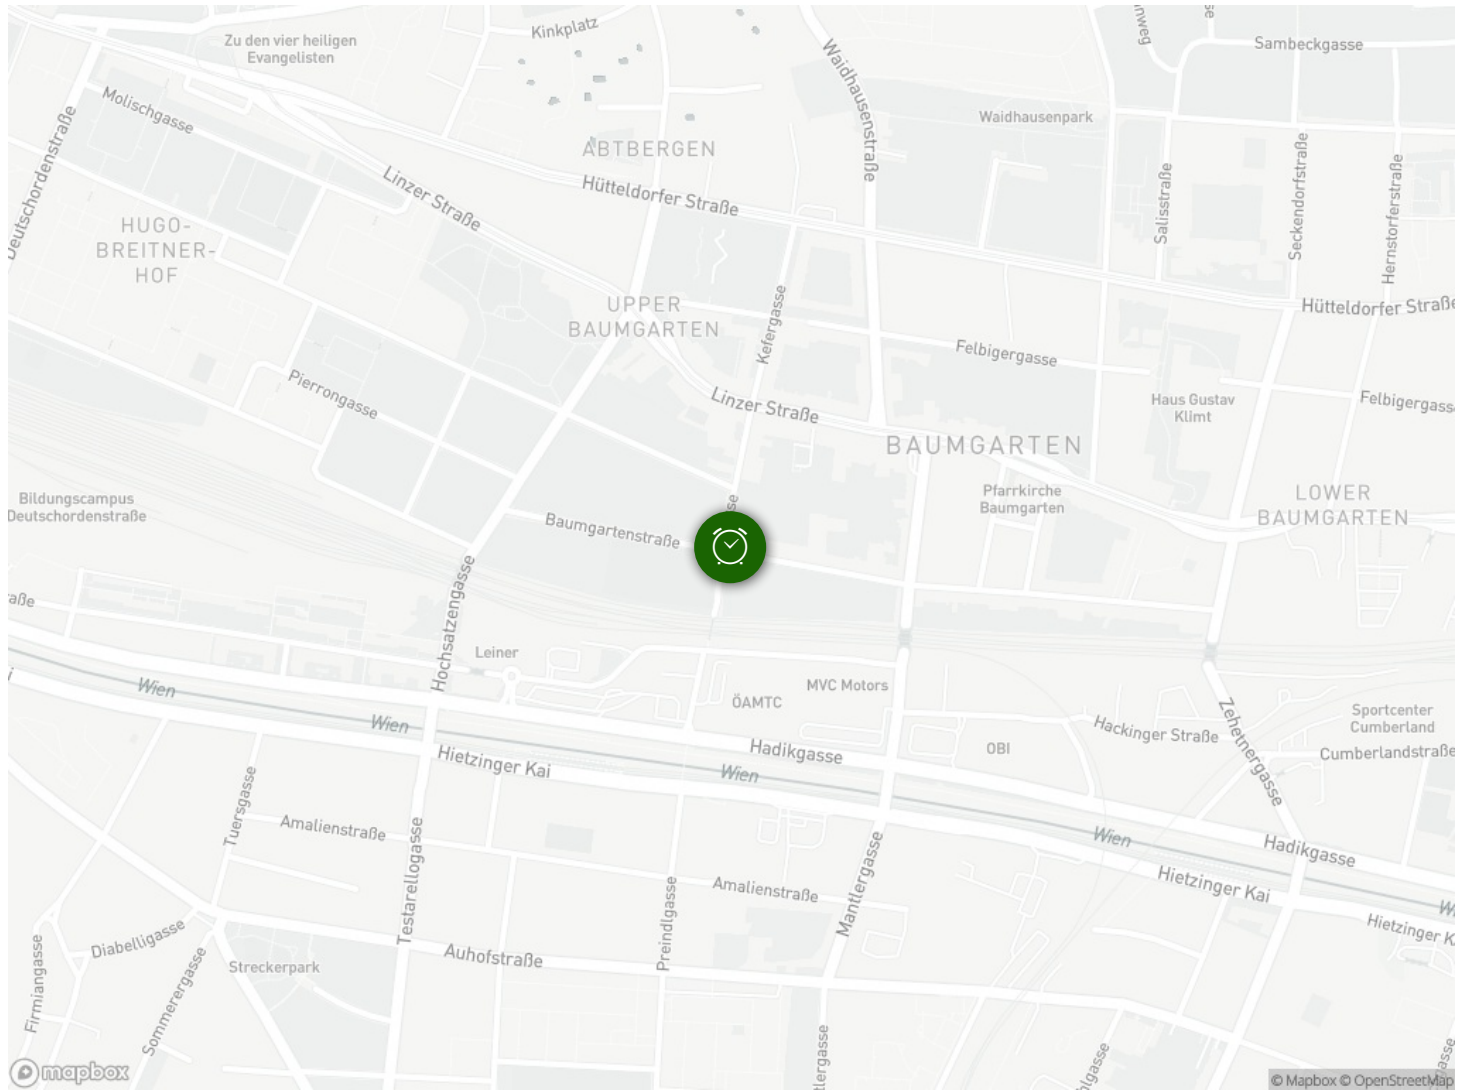 Zu den vier heiligen
Evangelisten
Kinkplatz
Waidhausenstraße
Sambeckgasse
Molischgasse
Waidhausenpark
Deutschordenstraße
ABTBERGEN
Linzer Straße
Hütteldorfer Straße
Salisstraße
Seckendorfstraße
Hernstorferstraße
HUGO-
BREITNER-
HOF
UPPER
BAUMGARTEN
Kefergasse
Hütteldorfer Straße
Felbigergasse
Pierrongasse
Linzer Straße
Haus Gustav
Klimt
Felbigergass
BAUMGARTEN
Bildungscampus
Deutschordenstraße
Pfarrkirche
Baumgarten
LOWER
BAUMGARTEN
Baumgartenstraße
sse
Hochsatzengasse
aße
Leiner
MVC Motors
ÖAMTC
Wien
Wien
Hadikgasse
OBI
Hackinger Straße
Zehetnergasse
Sportcenter
Cumberland
Cumberlandstraße
Hietzinger Kai
Wien
Tuersgasse
Amalienstraße
Testarellogasse
Wien
Hadikgasse
Amalienstraße
Mantlergasse
Hietzinger Kai
Preindlgasse
Hietzinger K
Diabelligasse
Auhofstraße
Streckerpark
Firmiangasse
Sommerergasse
tlergasse
mapbox
© Mapbox © OpenStreetMap